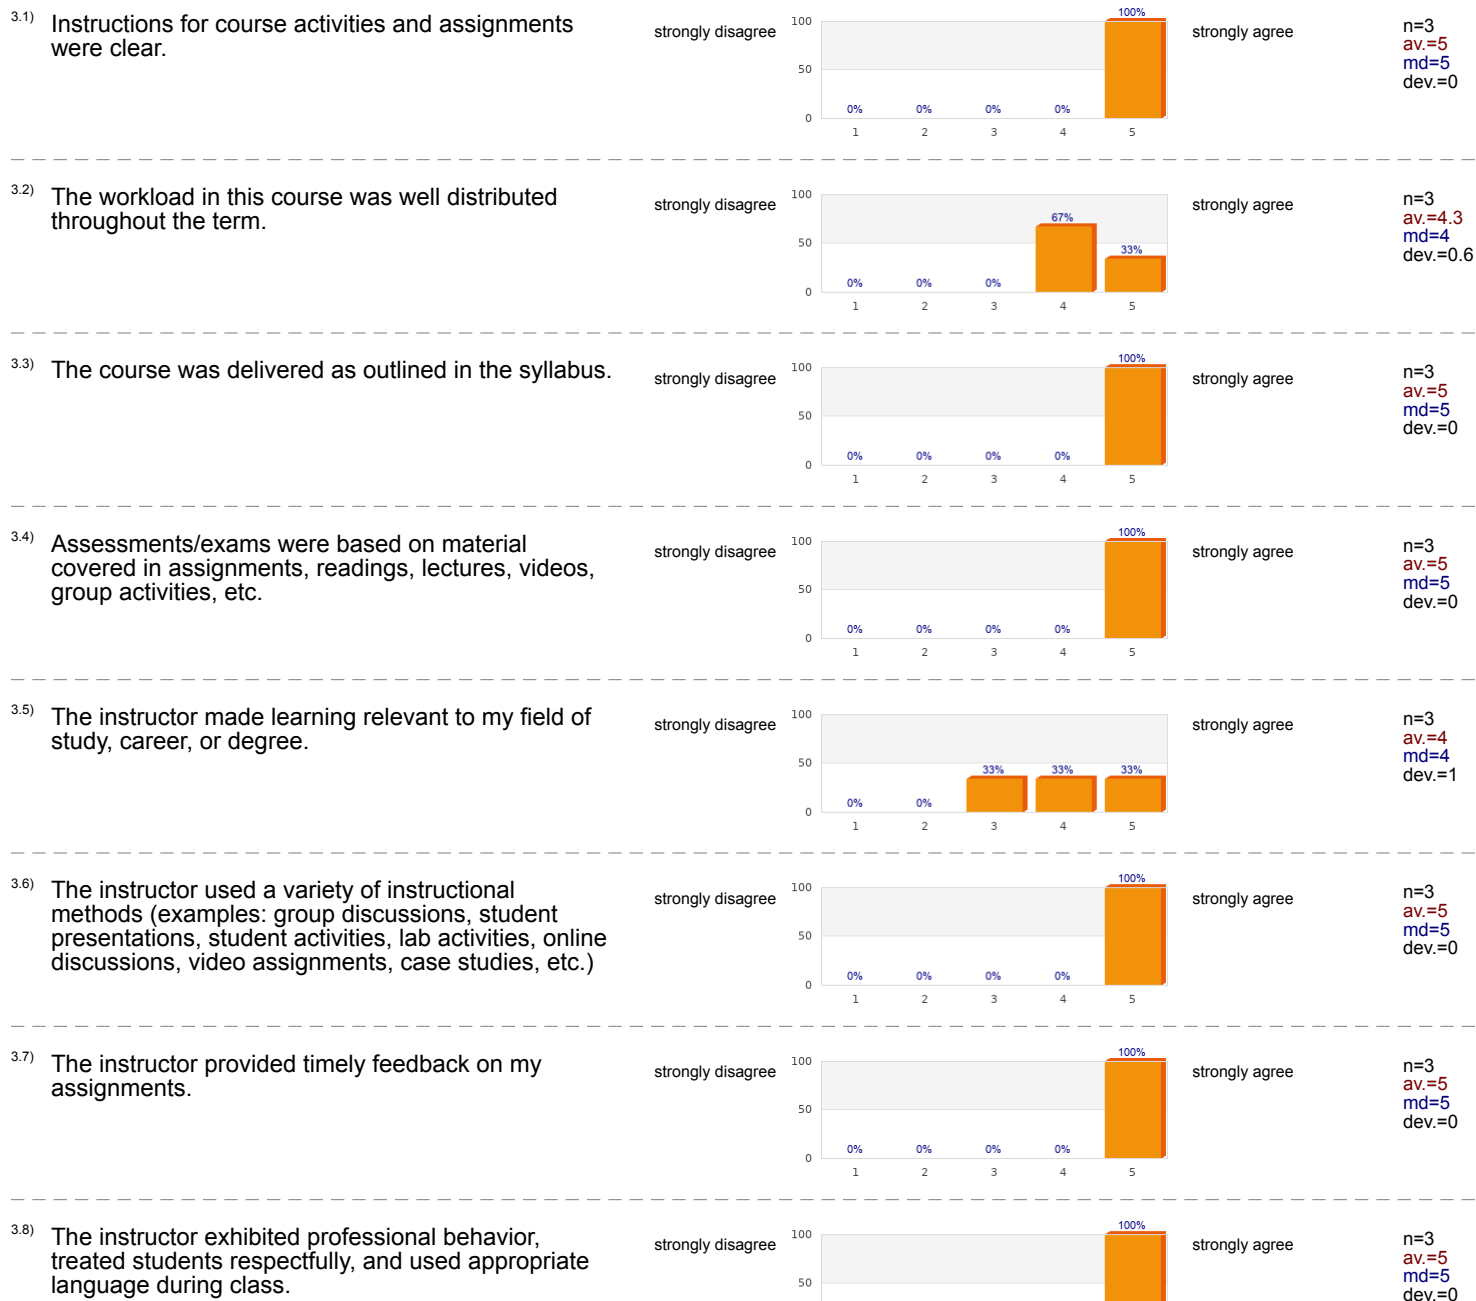 3.1) Instructions for course activities and assignments
were clear.
strongly disagree
100
50
0
0% 0% 0% 0% 100%
1 2 3 4 5
strongly agree
n=3
av.=5
md=5
dev.=0
3.2) The workload in this course was well distributed
throughout the term.
strongly disagree
100
50
0
0% 0% 0% 67% 33%
1 2 3 4 5
strongly agree
n=3
av.=4.3
md=4
dev.=0.6
3.3) The course was delivered as outlined in the syllabus.
strongly disagree
100
50
0
0% 0% 0% 0% 100%
1 2 3 4 5
strongly agree
n=3
av.=5
md=5
dev.=0
3.4) Assessments/exams were based on material
covered in assignments, readings, lectures, videos,
group activities, etc.
strongly disagree
100
50
0
0% 0% 0% 0% 100%
1 2 3 4 5
strongly agree
n=3
av.=5
md=5
dev.=0
3.5) The instructor made learning relevant to my field of
study, career, or degree.
strongly disagree
100
50
0
0% 0% 33% 33% 33%
1 2 3 4 5
strongly agree
n=3
av.=4
md=4
dev.=1
3.6) The instructor used a variety of instructional
methods (examples: group discussions, student
presentations, student activities, lab activities, online
discussions, video assignments, case studies, etc.)
strongly disagree
100
50
0
0% 0% 0% 0% 100%
1 2 3 4 5
strongly agree
n=3
av.=5
md=5
dev.=0
3.7) The instructor provided timely feedback on my
assignments.
strongly disagree
100
50
0
0% 0% 0% 0% 100%
1 2 3 4 5
strongly agree
n=3
av.=5
md=5
dev.=0
3.8) The instructor exhibited professional behavior,
treated students respectfully, and used appropriate
language during class.
strongly disagree
100
50
100%
strongly agree
n=3
av.=5
md=5
dev.=0